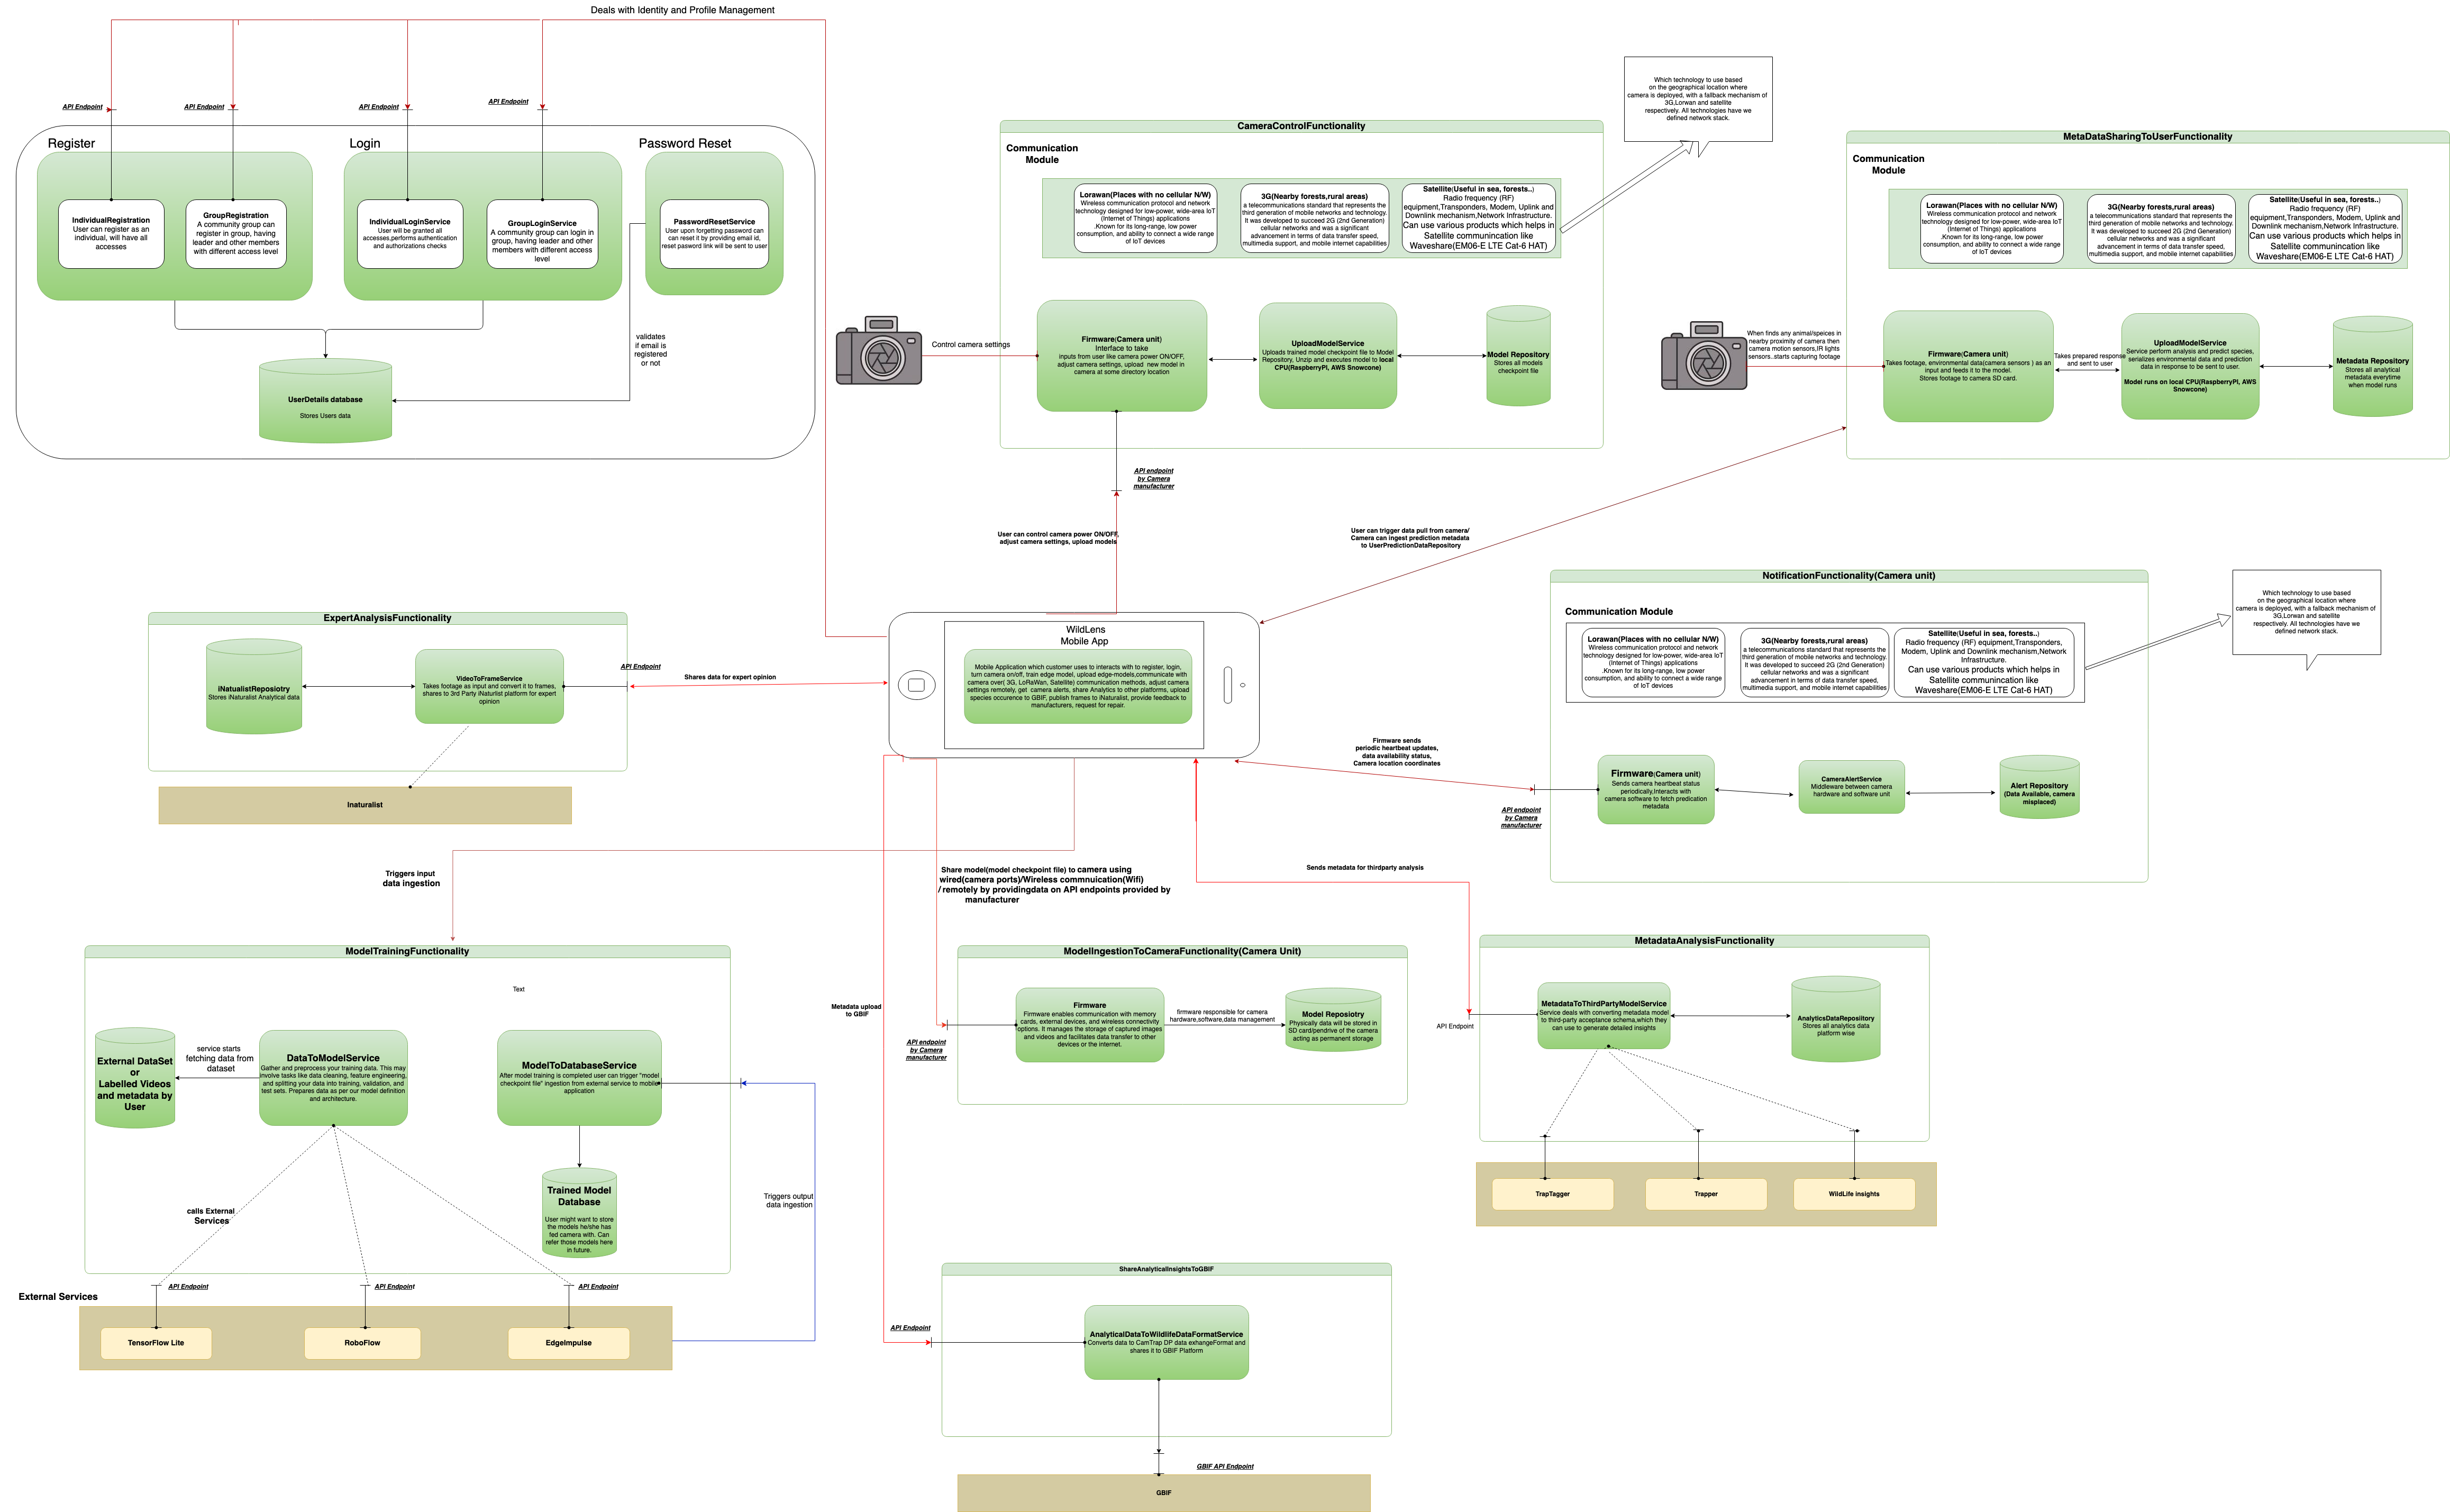 Deals with Identity and Profile Management
API Endpoint
API Endpoint
API Endpoint
API Endpoint
Register
Login
Password Reset
IndividualRegistration
User can register as an
individual, will have all
accesses
GroupRegistration
A community group can
register in group, having
leader and other members
with different access level
IndividualLoginService
User will be granted all
accesses,performs authentication
and authorizations checks
GroupLoginService
A community group can login in
group, having leader and other
members with different access
level
PasswordResetService
User upon forgetting password can
can reset it by providing email id,
reset pasword link will be sent to user
validates
if email is
registered
or not
UserDetails database
Stores Users data
Which technology to use based
on the geographical location where
camera is deployed, with a fallback mechanism of
3G,Lorwan and satellite
respectively. All technologies have we
defined network stack.
CameraControlFunctionality
Communication
Module
Lorawan(Places with no cellular N/W)
Wireless communication protocol and network
technology designed for low-power, wide-area IoT
(Internet of Things) applications
.Known for its long-range, low power
consumption, and ability to connect a wide range
of IoT devices
3G(Nearby forests,rural areas)
a telecommunications standard that represents the
third generation of mobile networks and technology.
It was developed to succeed 2G (2nd Generation)
cellular networks and was a significant
advancement in terms of data transfer speed,
multimedia support, and mobile internet capabilities
Satellite(Useful in sea, forests..)
Radio frequency (RF)
equipment,Transponders, Modem, Uplink and
Downlink mechanism,Network Infrastructure.
Can use various products which helps in
Satellite communincation like
Waveshare(EM06-E LTE Cat-6 HAT)
Control camera settings
Firmware(Camera unit)
Interface to take
inputs from user like camera power ON/OFF,
adjust camera settings, upload new model in
camera at some directory location
UploadModelService
Uploads trained model checkpoint file to Model
Repository, Unzip and executes model to local
CPU(RaspberryPI, AWS Snowcone)
Model Repository
Stores all models
checkpoint file
API endpoint
by Camera
manufacturer
User can control camera power ON/OFF,
adjust camera settings, upload models
MetaDataSharingToUserFunctionality
Communication
Module
Lorawan(Places with no cellular N/W)
Wireless communication protocol and network
technology designed for low-power, wide-area IoT
(Internet of Things) applications
.Known for its long-range, low power
consumption, and ability to connect a wide range
of IoT devices
3G(Nearby forests,rural areas)
a telecommunications standard that represents the
third generation of mobile networks and technology.
It was developed to succeed 2G (2nd Generation)
cellular networks and was a significant
advancement in terms of data transfer speed,
multimedia support, and mobile internet capabilities
Satellite(Useful in sea, forests..)
Radio frequency (RF)
equipment,Transponders, Modem, Uplink and
Downlink mechanism,Network Infrastructure.
Can use various products which helps in
Satellite communincation like
Waveshare(EM06-E LTE Cat-6 HAT)
When finds any animal/speices in
nearby proximity of camera then
camera motion sensors,IR lights
sensors..starts capturing footage
Firmware(Camera unit)
Takes footage, environmental data(camera sensors ) as an
input and feeds it to the model.
Stores footage to camera SD card.
Takes prepared response
and sent to user
UploadModelService
Service perform analysis and predict species,
serializes environmental data and prediction
data in response to be sent to user.
Model runs on local CPU(RaspberryPI, AWS
Snowcone)
Metadata Repository
Stores all analytical
metadata everytime
when model runs
User can trigger data pull from camera/
Camera can ingest prediction metadata
to UserPredictionDataRepository
ExpertAnalysisFunctionality
iNatualistReposiotry
Stores iNaturalist Analytical data
VideoToFrameService
Takes footage as input and convert it to frames,
shares to 3rd Party iNaturlist platform for expert
opinion
API Endpoint
Shares data for expert opinion
Inaturalist
WildLens
Mobile App
Mobile Application which customer uses to interacts with to register, login,
turn camera on/off, train edge model, upload edge-models,communicate with
camera over( 3G, LoRaWan, Satellite) communication methods, adjust camera
settings remotely, get camera alerts, share Analytics to other platforms, upload
species occurence to GBIF, publish frames to iNaturalist, provide feedback to
manufacturers, request for repair.
NotificationFunctionality(Camera unit)
Communication Module
Lorawan(Places with no cellular N/W)
Wireless communication protocol and network
technology designed for low-power, wide-area IoT
(Internet of Things) applications
.Known for its long-range, low power
consumption, and ability to connect a wide range
of IoT devices
3G(Nearby forests,rural areas)
a telecommunications standard that represents the
third generation of mobile networks and technology.
It was developed to succeed 2G (2nd Generation)
cellular networks and was a significant
advancement in terms of data transfer speed,
multimedia support, and mobile internet capabilities
Satellite(Useful in sea, forests..)
Radio frequency (RF) equipment,Transponders,
Modem, Uplink and Downlink mechanism,Network
Infrastructure.
Can use various products which helps in
Satellite communincation like
Waveshare(EM06-E LTE Cat-6 HAT)
Which technology to use based
on the geographical location where
camera is deployed, with a fallback mechanism of
3G,Lorwan and satellite
respectively. All technologies have we
defined network stack.
Firmware sends
periodic heartbeat updates,
data availability status,
Camera location coordinates
API endpoint
by Camera
manufacturer
Firmware(Camera unit)
Sends camera heartbeat status
periodically,Interacts with
camera software to fetch predication
metadata
CameraAlertService
Middleware between camera
hardware and software unit
Alert Repository
(Data Available, camera
misplaced)
Triggers input
data ingestion
Share model(model checkpoint file) to camera using
wired(camera ports)/Wireless commnuication(Wifi)
/ remotely by providingdata on API endpoints provided by
manufacturer
Sends metadata for thirdparty analysis
ModelTrainingFunctionality
Text
External DataSet
or
Labelled Videos
and metadata by
User
service starts
fetching data from
dataset
DataToModelService
Gather and preprocess your training data. This may
involve tasks like data cleaning, feature engineering,
and splitting your data into training, validation, and
test sets. Prepares data as per our model definition
and architecture.
ModelToDatabaseService
After model training is completed user can trigger "model
checkpoint file" ingestion from external service to mobile
application
Trained Model
Database
User might want to store
the models he/she has
fed camera with. Can
refer those models here
in future.
calls External
Services
Triggers output
data ingestion
API Endpoint
API Endpoint
API Endpoint
External Services
TensorFlow Lite
RoboFlow
EdgeImpulse
Metadata upload
to GBIF
ModelIngestionToCameraFunctionality(Camera Unit)
API endpoint
by Camera
manufacturer
Firmware
Firmware enables communication with memory
cards, external devices, and wireless connectivity
options. It manages the storage of captured images
and videos and facilitates data transfer to other
devices or the internet.
firmware responsible for camera
hardware,software,data management
Model Repoistry
Physically data will be stored in
SD card/pendrive of the camera
acting as permanent storage
MetadataAnalysisFunctionality
API Endpoint
MetadataToThirdPartyModelService
Service deals with converting metadata model
to third-party acceptance schema,which they
can use to generate detailed insights
AnalyticsDataRepository
Stores all analytics data
platform wise
TrapTagger
Trapper
WildLife insights
ShareAnalyticalInsightsToGBIF
API Endpoint
AnalyticalDataToWildlifeDataFormatService
Converts data to CamTrap DP data exhangeFormat and
shares it to GBIF Platform
GBIF API Endpoint
GBIF